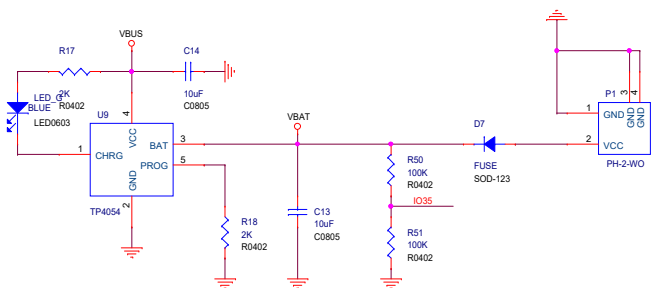 VBUS
R17
C14
2K
R0402
10uF
C0805
LED_G
BLUE
LED0603
U9
4
VCC
1
CHRG
BAT
3
PROG
5
GND
2
TP4054
R18
2K
R0402
VBAT
C13
10uF
C0805
R50
100K
R0402
IO35
R51
100K
R0402
D7
FUSE
SOD-123
P1
3
4
1
GND
GND
GND
2
VCC
PH-2-WO